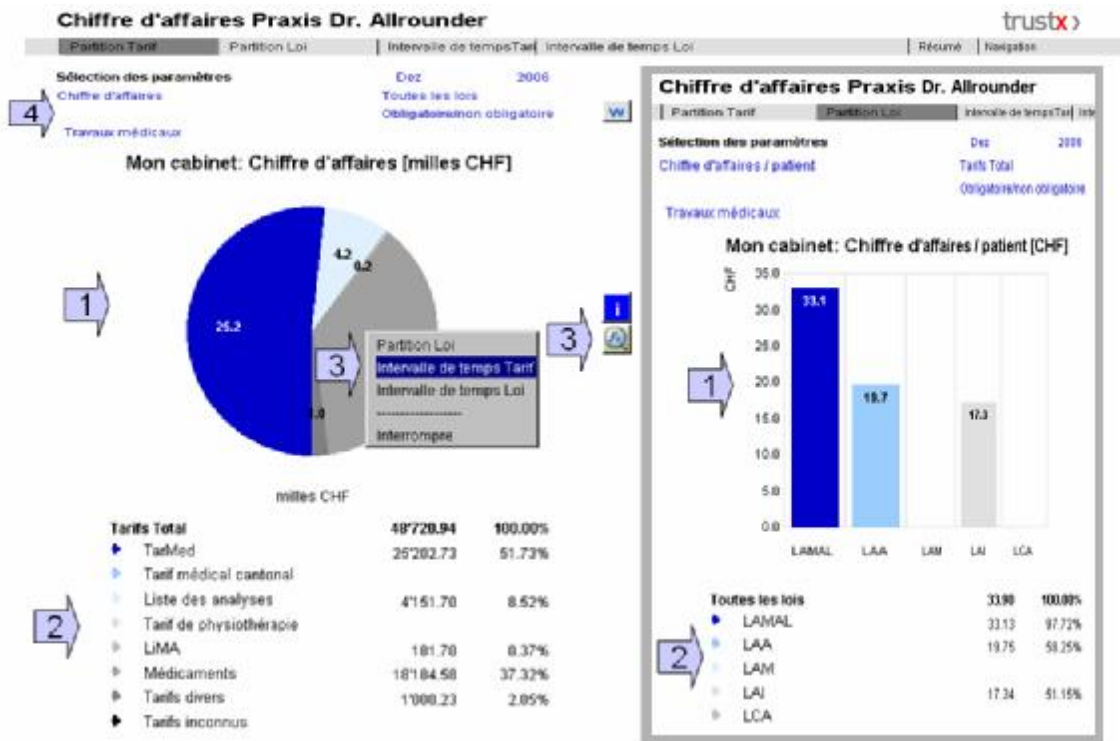 Chiffre d'affaires Praxis Dr. Allrounder
trustx
Partition Tarif Partition Loi Intervalle de tempsTari Intervalle de temps Loi Résumé Navigation
Sélection des paramètres Dez 2006
Chiffre d'affaires Toutes les lois
Obligatoire/non obligatoire
4
W
Travaux médicaux
Mon cabinet: Chiffre d'affaires [milles CHF]
4.2
0.2
25.2
1
i
3
3
Partition Loi
Intervalle de temps Tarif
Intervalle de temps Loi
------------------
Interrompre
1.0
milles CHF
Tarifs Total 48'720.94 100.00%
TarMed 25'202.73 51.73%
Tarif médical cantonal
Liste des analyses 4'151.70 8.52%
2
Tarif de physiothérapie
LiMA 181.70 0.37%
Médicaments 18'184.58 37.32%
Tarifs divers 1'000.23 2.05%
Tarifs inconnus
Chiffre d'affaires Praxis Dr. Allrounder
Partition Tarif Partition Loi Intervalle de tempsTari Inte
Sélection des paramètres Dez 2006
Chiffre d'affaires / patient Tarifs Total
Obligatoire/non obligatoire
Travaux médicaux
Mon cabinet: Chiffre d'affaires / patient [CHF]
CHF
35.0
30.0
25.0
20.0
15.0
10.0
5.0
0.0
33.1
19.7
17.3
1
LAMAL LAA LAM LAI LCA
Toutes les lois 33.90 100.00%
LAMAL 33.13 97.72%
LAA 19.75 58.25%
2
LAM
LAI 17.34 51.15%
LCA